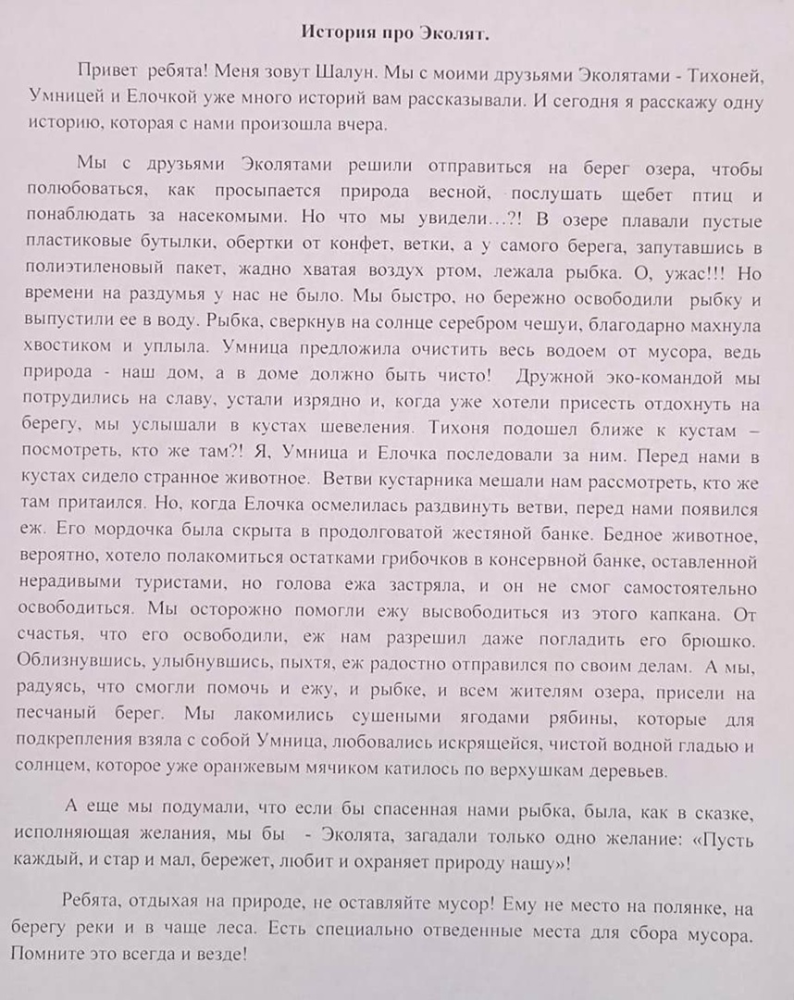 История про Эколят.
Привет ребята! Меня зовут Шалун. Мы с моими друзьями Эколятами - Тихоней,
Умницей и Елочкой уже много историй вам рассказывали. И сегодня я расскажу одну
историю, которая с нами произошла вчера.
Мы с друзьями Эколятами решили отправиться на берег озера, чтобы
полюбоваться, как просыпается природа весной, послушать щебет птиц и
понаблюдать за насекомыми. Но что мы увидели…?! В озере плавали пустые
пластиковые бутылки, обертки от конфет, ветки, а у самого берега, запутавшись в
полиэтиленовый пакет, жадно хватая воздух ртом, лежала рыбка. О, ужас!!! Но
времени на раздумья у нас не было. Мы быстро, но бережно освободили рыбку и
выпустили ее в воду. Рыбка, сверкнув на солнце серебром чешуи, благодарно махнула
хвостиком и уплыла. Умница предложила очистить весь водоем от мусора, ведь
природа - наш дом, а в доме должно быть чисто! Дружной эко-командой мы
потрудились на славу, устали изрядно и, когда уже хотели присесть отдохнуть на
берегу, мы услышали в кустах шевеления. Тихоня подошел ближе к кустам –
посмотреть, кто же там?! Я, Умница и Елочка последовали за ним. Перед нами в
кустах сидело странное животное. Ветви кустарника мешали нам рассмотреть, кто же
там притаился. Но, когда Елочка осмелилась раздвинуть ветви, перед нами появился
еж. Его мордочка была скрыта в продолговатой жестяной банке. Бедное животное,
вероятно, хотело полакомиться остатками грибочков в консервной банке, оставленной
нерадивыми туристами, но голова ежа застряла, и он не смог самостоятельно
освободиться. Мы осторожно помогли ежу высвободиться из этого капкана. От
счастья, что его освободили, еж нам разрешил даже погладить его брюшко.
Облизнувшись, улыбнувшись, пыхтя, еж радостно отправился по своим делам. А мы,
радуясь, что смогли помочь и ежу, и рыбке, и всем жителям озера, присели на
песчаный берег. Мы лакомились сушеными ягодами рябины, которые для
подкрепления взяла с собой Умница, любовались искрящейся, чистой водной гладью и
солнцем, которое уже оранжевым мячиком катилось по верхушкам деревьев.
А еще мы подумали, что если бы спасенная нами рыбка, была, как в сказке,
исполняющая желания, мы бы - Эколята, загадали только одно желание: «Пусть
каждый, и стар и мал, бережет, любит и охраняет природу нашу»!
Ребята, отдыхая на природе, не оставляйте мусор! Ему не место на полянке, на
берегу реки и в чаще леса. Есть специально отведенные места для сбора мусора.
Помните это всегда и везде!